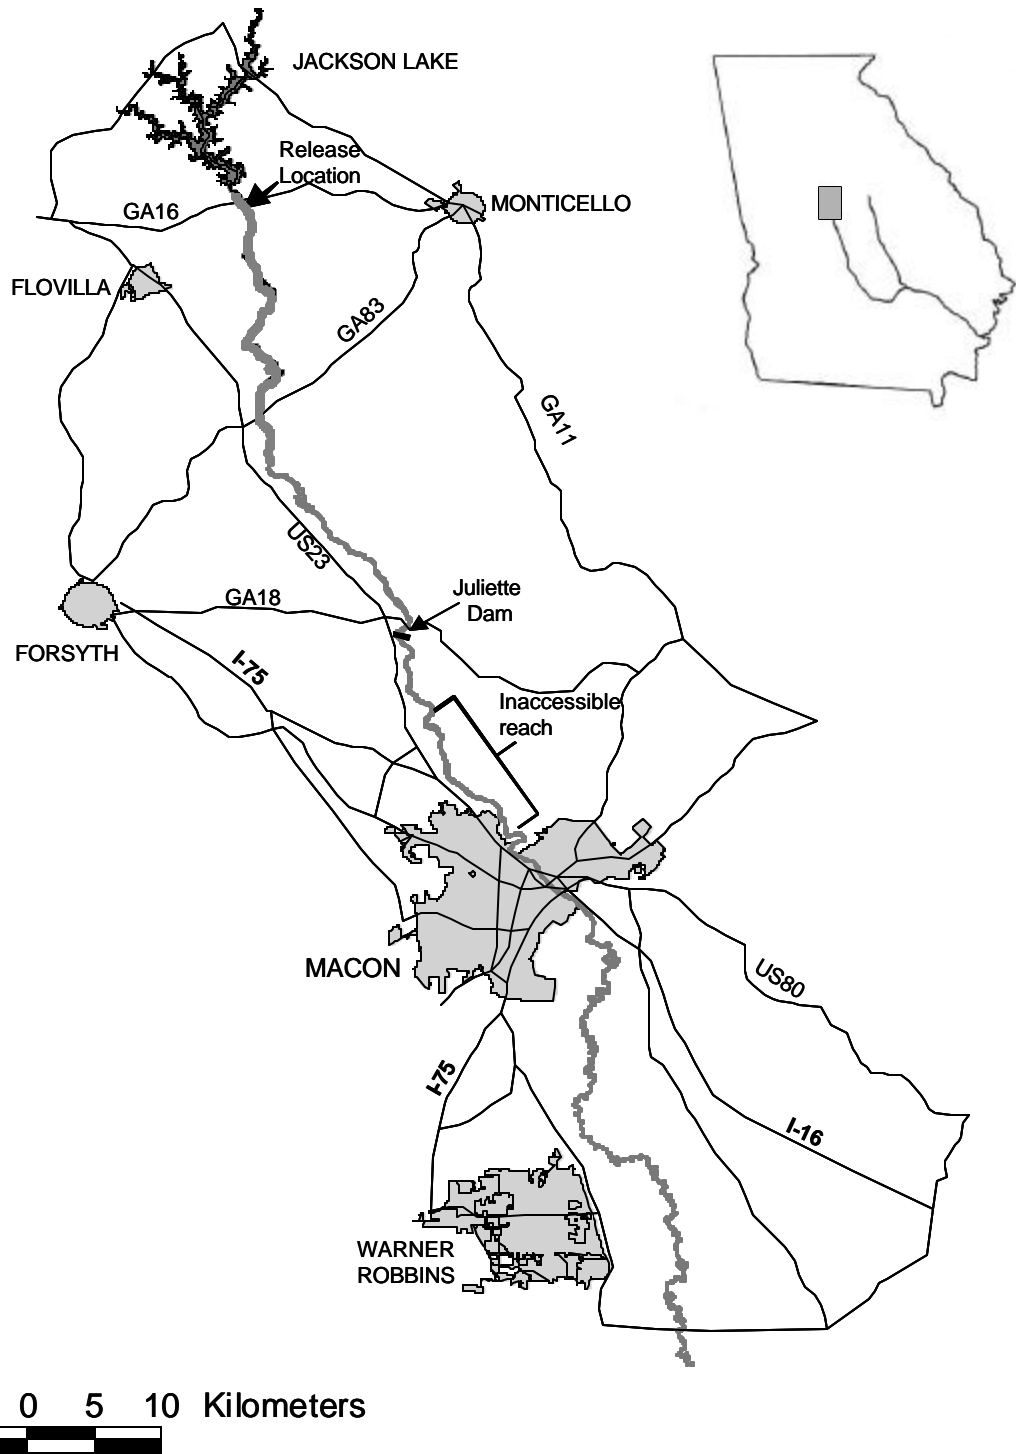 JACKSON LAKE
Release
Location
GA16
MONTICELLO
FLOVILLA
GA83
GA11
US23
Juliette
Dam
GA18
FORSYTH
I-75
Inaccessible
reach
MACON
US80
I-75
I-16
WARNER
ROBBINS
0 5 10 Kilometers